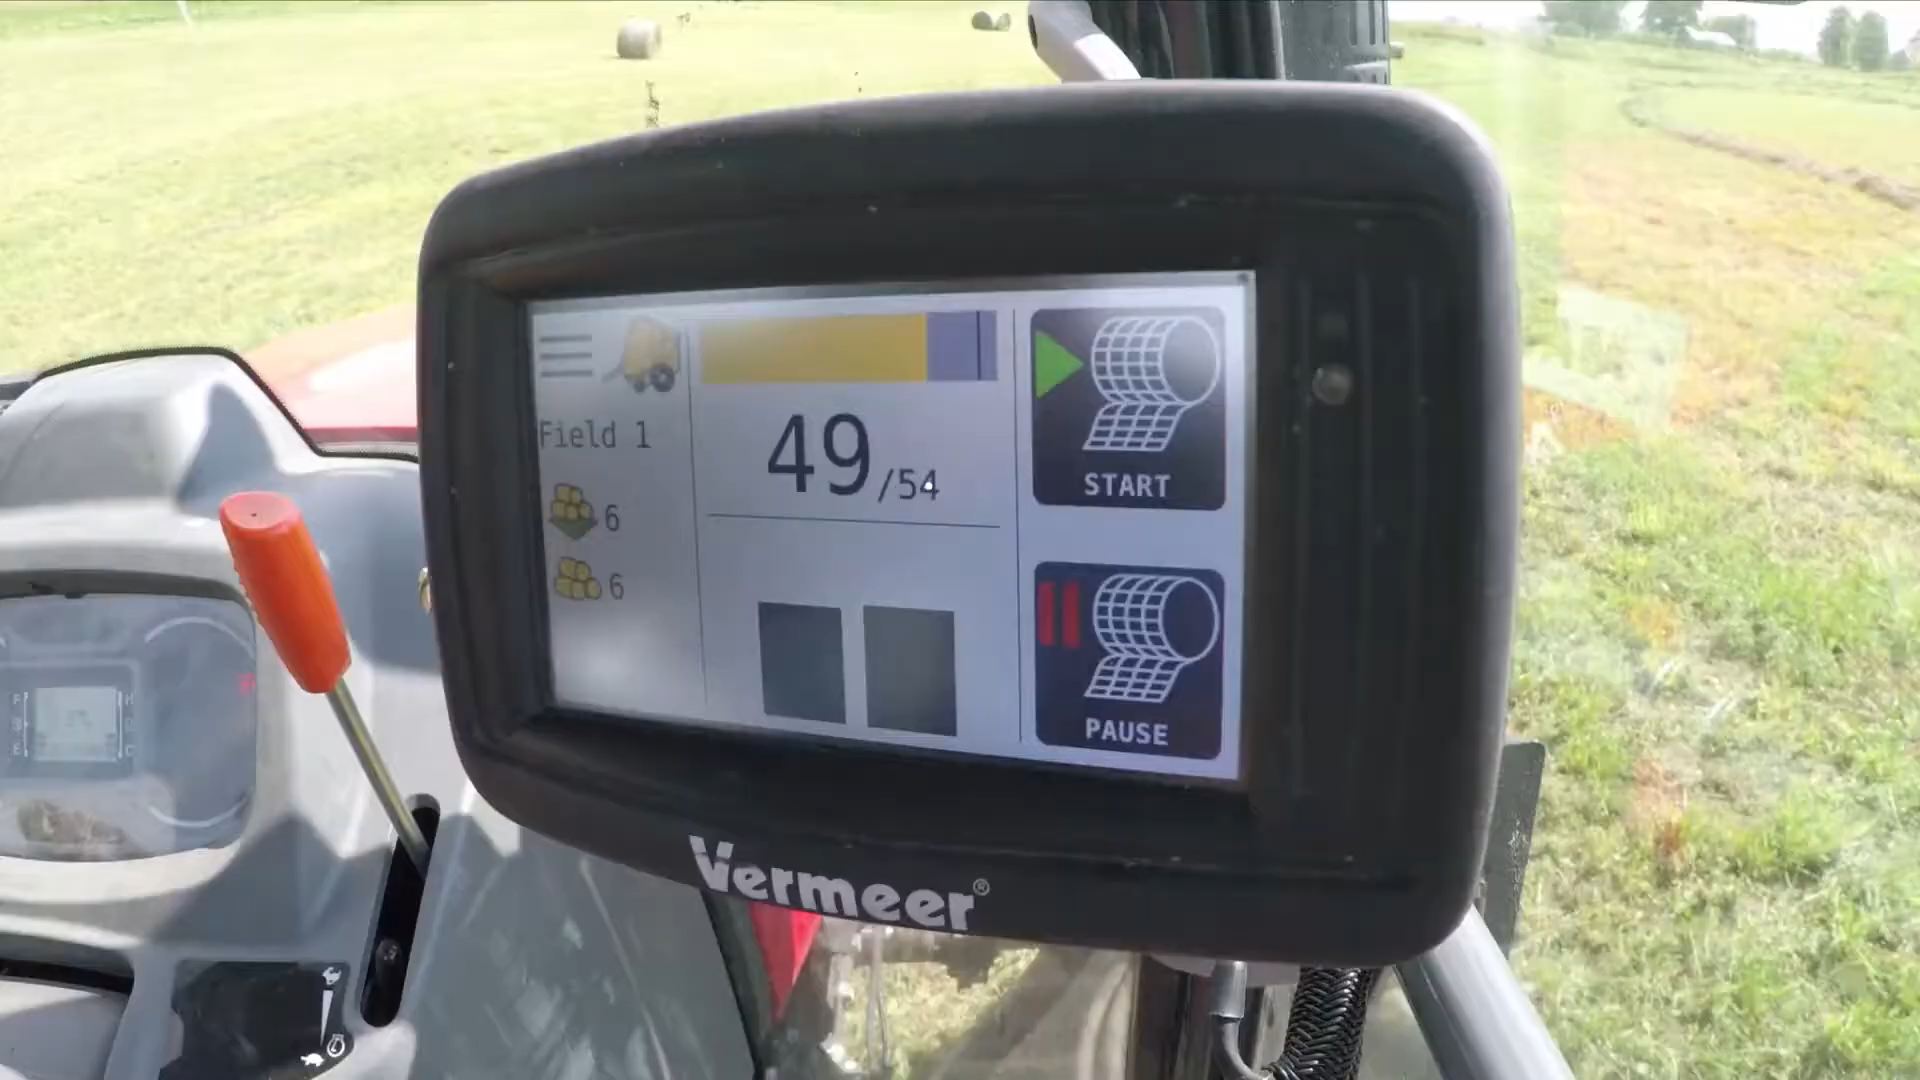 Field 1
6
6
49/54
START
PAUSE
Vermeer®